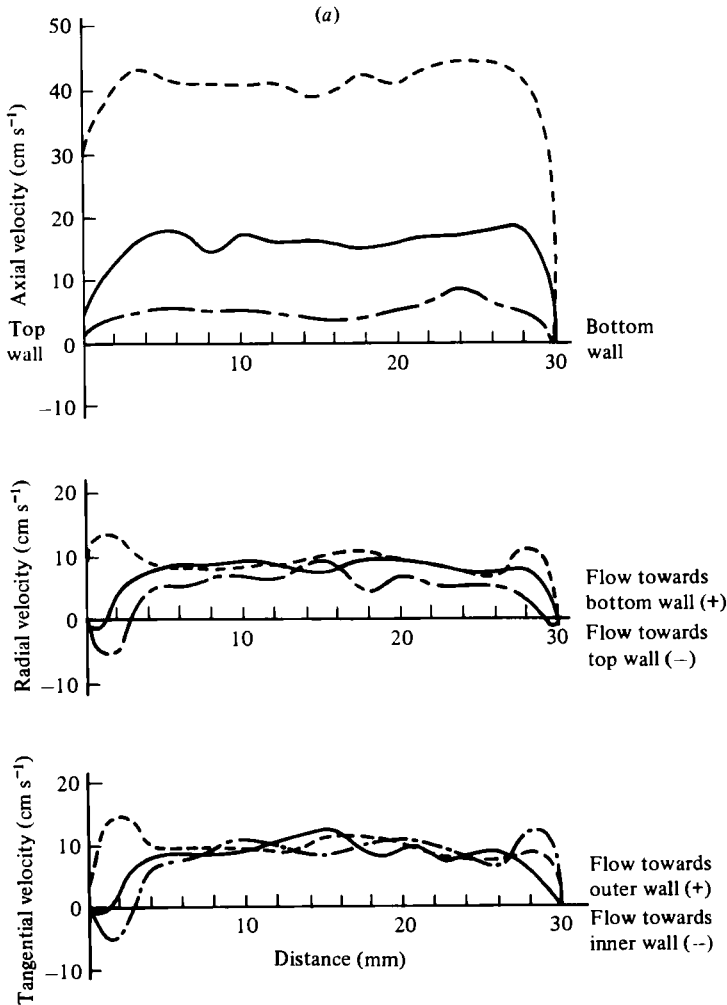 (a)
50
40
30
20
10
0
−10
Axial velocity (cm s⁻¹)
Top
wall
10
20
30
Bottom
wall
20
10
0
−10
Radial velocity (cm s⁻¹)
10
20
30
Flow towards
bottom wall (+)
Flow towards
top wall (−)
20
10
0
−10
Tangential velocity (cm s⁻¹)
10
20
30
Distance (mm)
Flow towards
outer wall (+)
Flow towards
inner wall (−)